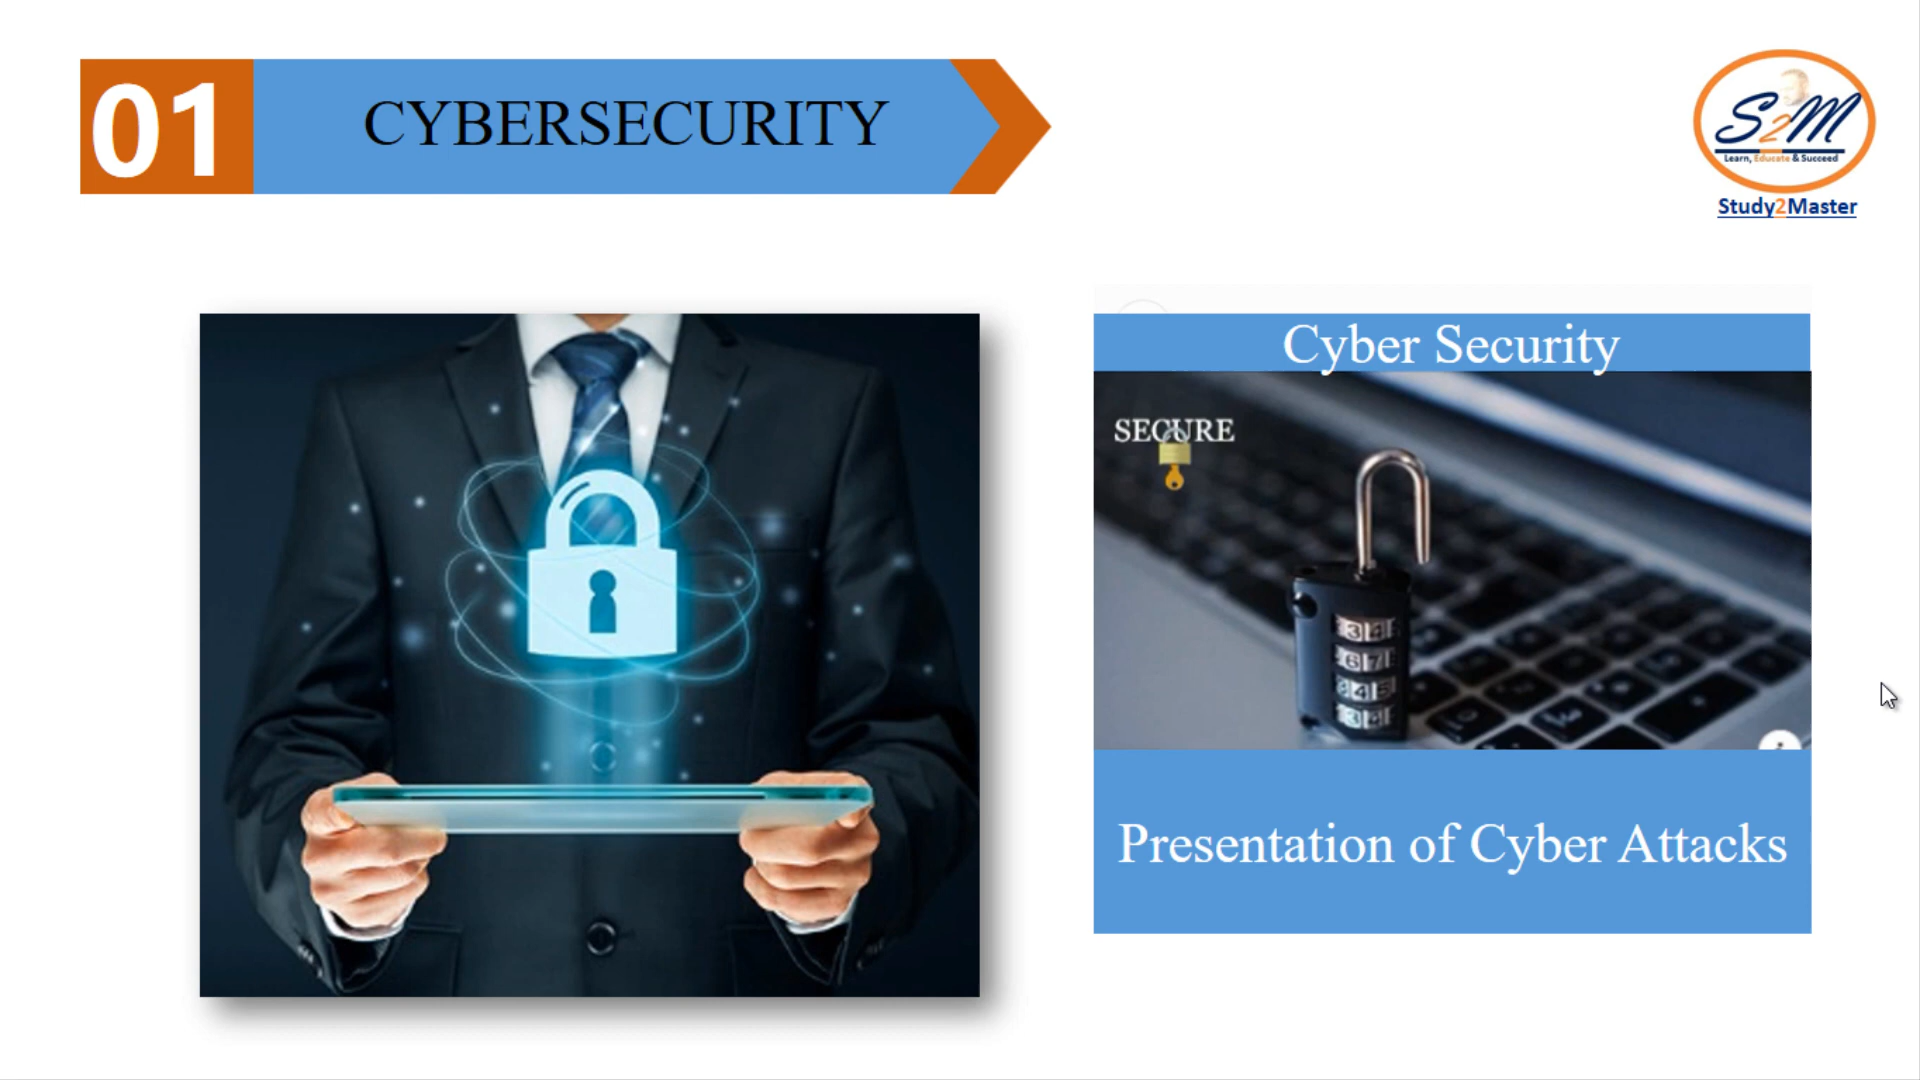 01
CYBERSECURITY
S2M
Learn, Educate & Succeed
Study2Master
Cyber Security
SECURE
Presentation of Cyber Attacks